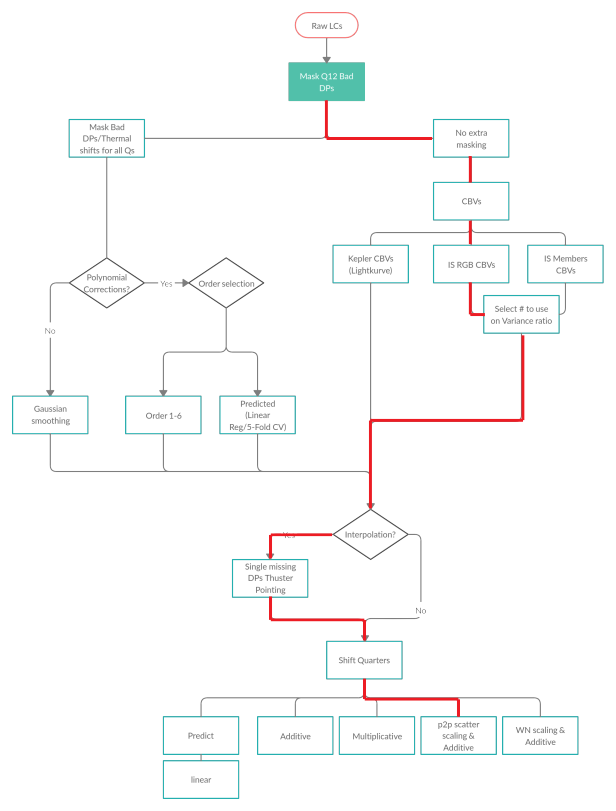 Raw LCs
Mask Q12 Bad
DPs
Mask Bad
DPs/Thermal
shifts for all Qs
No extra
masking
CBVs
Kepler CBVs
(Lightkurve)
IS RGB CBVs
IS Members
CBVs
Polynomial
Corrections?
Yes
Order selection
Select # to use
on Variance ratio
No
Gaussian
smoothing
Order 1-6
Predicted
(Linear
Reg/5-Fold CV)
Interpolation?
Yes
Single missing
DPs Thuster
Pointing
No
Shift Quarters
Predict
Additive
Multiplicative
p2p scatter
scaling &
Additive
WN scaling &
Additive
linear